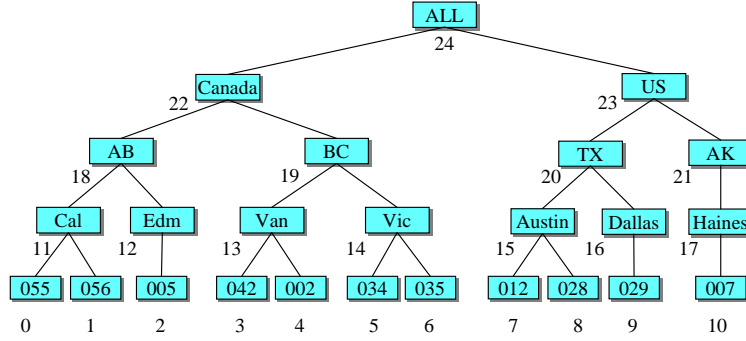 ALL
24
Canada US
22 23
AB BC TX AK
18 19 20 21
Cal Edm Van Vic Austin Dallas Haines
11 12 13 14 15 16 17
055 056 005 042 002 034 035 012 028 029 007
0 1 2 3 4 5 6 7 8 9 10